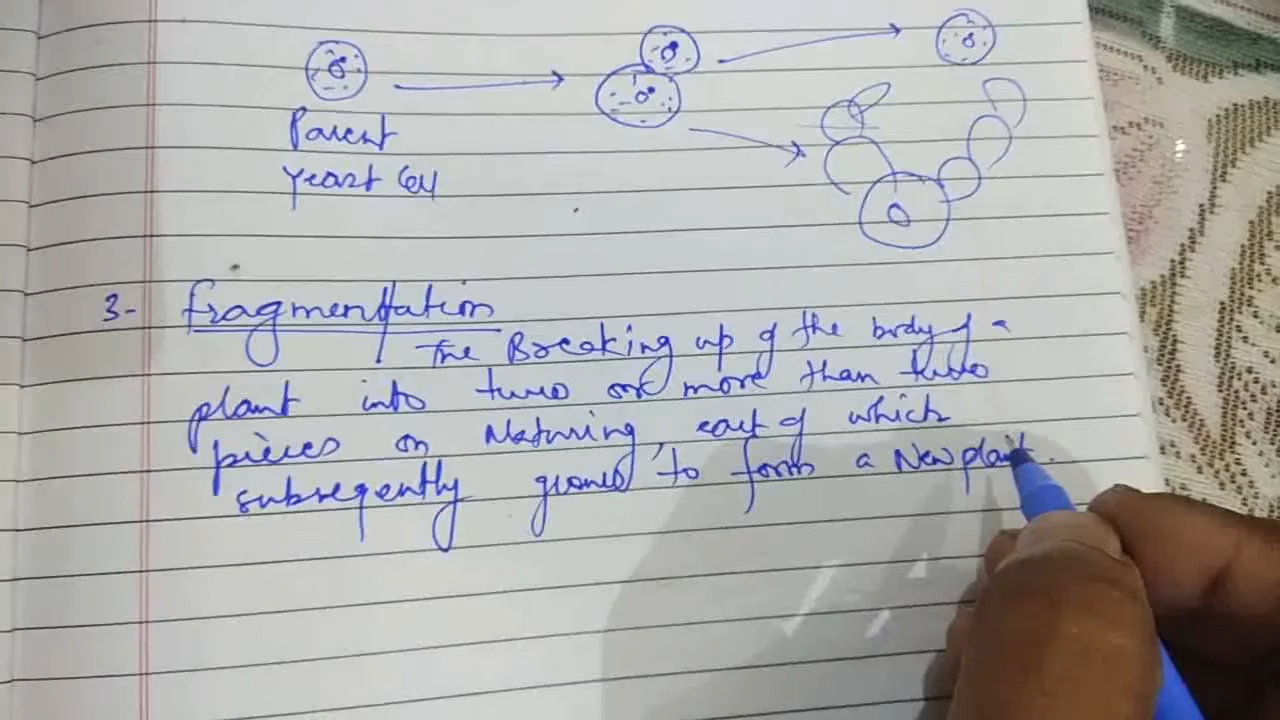 Parent
yeast Cell
3- fragmentation
The Breaking up of the body of a
plant into two or more than two
pieces on Maturing, each of which
subseqently grows to form a New plant.